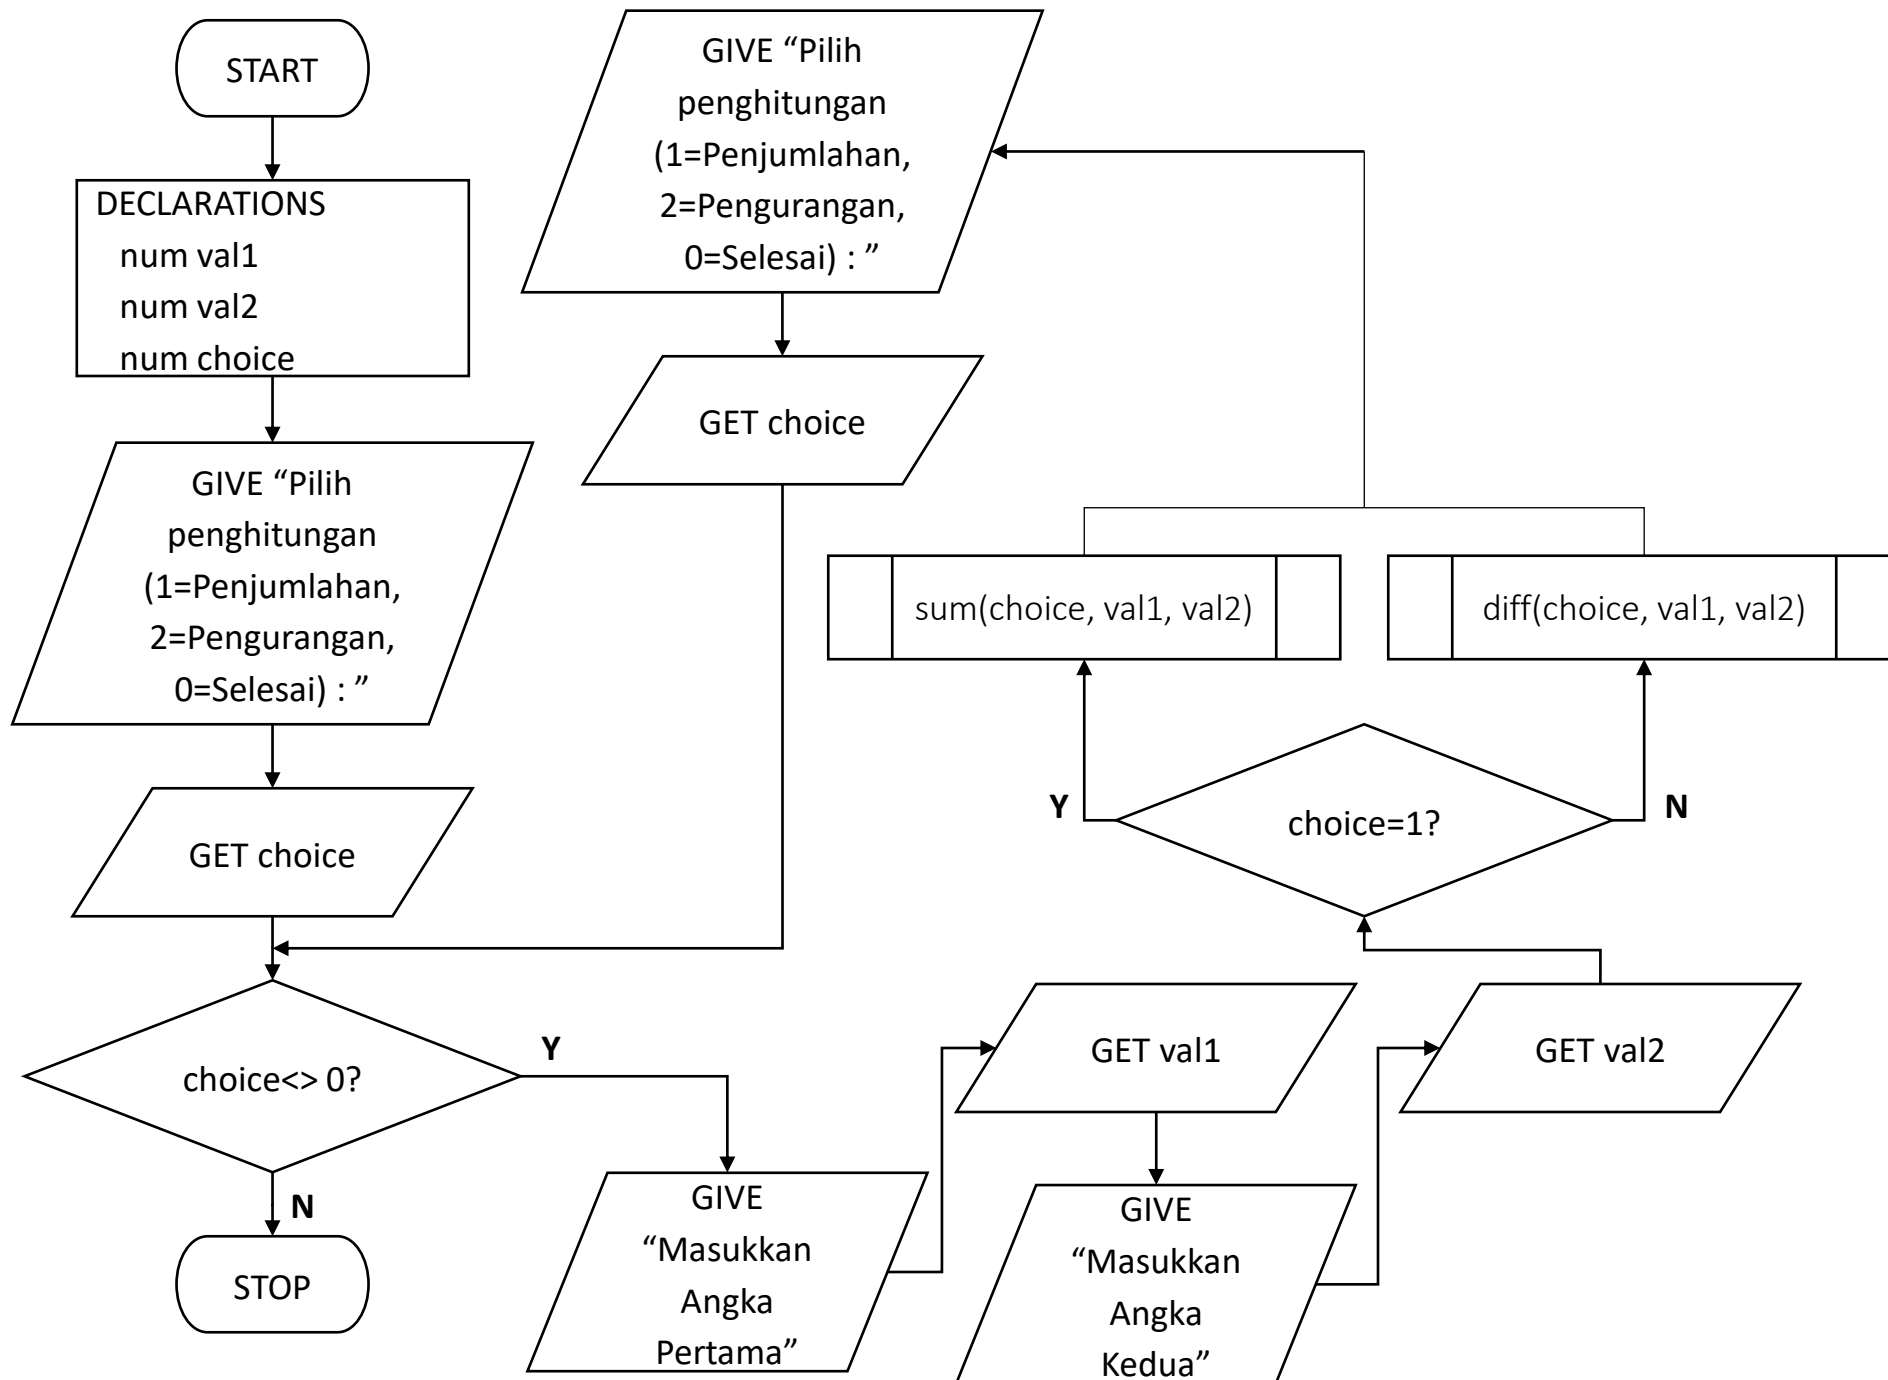 START
DECLARATIONS
num val1
num val2
num choice
GIVE “Pilih
penghitungan
(1=Penjumlahan,
2=Pengurangan,
0=Selesai) : ”
GET choice
choice<> 0?
Y
N
STOP
GIVE
“Masukkan
Angka
Pertama”
GET val1
GIVE
“Masukkan
Angka
Kedua”
GET val2
choice=1?
Y
N
sum(choice, val1, val2)
diff(choice, val1, val2)
GIVE “Pilih
penghitungan
(1=Penjumlahan,
2=Pengurangan,
0=Selesai) : ”
GET choice